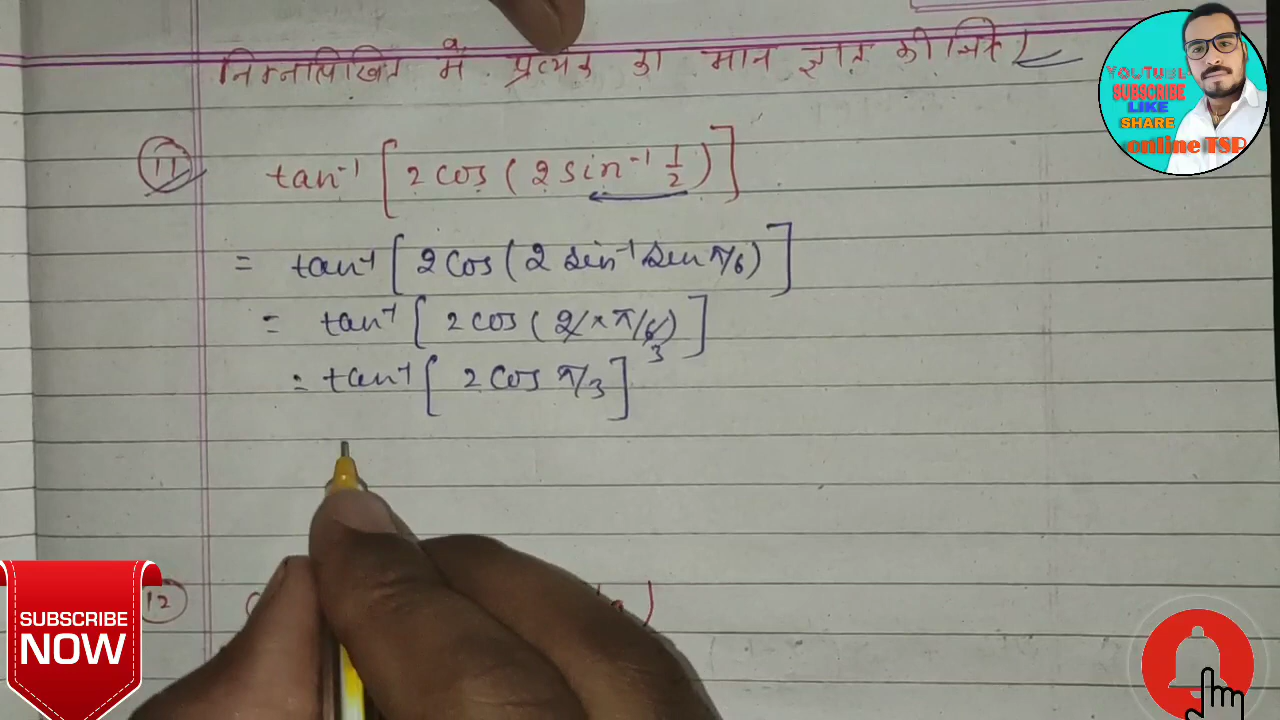 निम्नलिखित में प्रत्येक का मान ज्ञात कीजिए।
11 tan⁻¹ [ 2 cos ( 2 sin⁻¹ 1/2 ) ]
= tan⁻¹ [ 2 cos ( 2 sin⁻¹ sin π/6 ) ]
= tan⁻¹ [ 2 cos ( 2 × π/6 ) ]
3
= tan⁻¹ [ 2 cos π/3 ]
12
YOUTUBE
SUBSCRIBE
LIKE
SHARE
online TSP
SUBSCRIBE
NOW